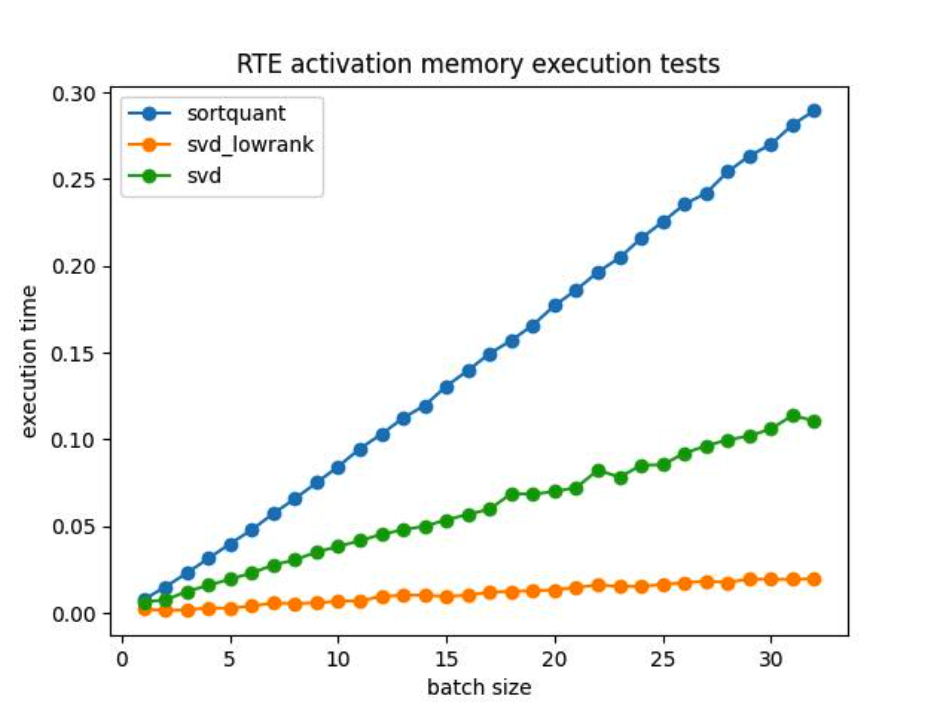 RTE activation memory execution tests
sortquant
svd_lowrank
svd
0.30
0.25
0.20
0.15
0.10
0.05
0.00
execution time
0 5 10 15 20 25 30
batch size